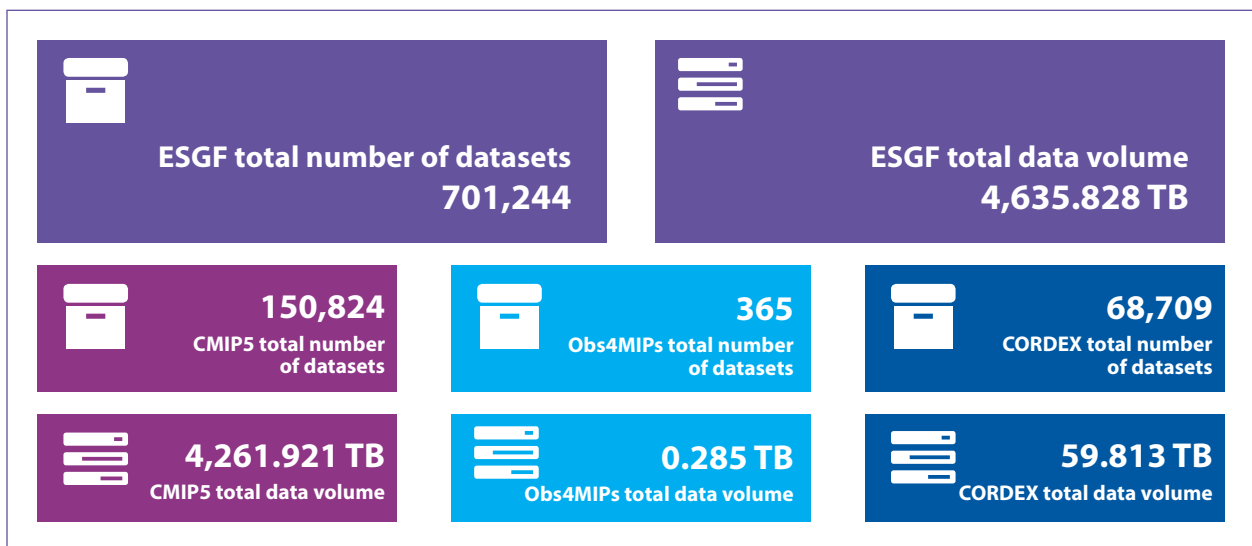 ESGF total number of datasets
701,244
ESGF total data volume
4,635.828 TB
150,824
CMIP5 total number
of datasets
365
Obs4MIPs total number
of datasets
68,709
CORDEX total number
of datasets
4,261.921 TB
CMIP5 total data volume
0.285 TB
Obs4MIPs total data volume
59.813 TB
CORDEX total data volume